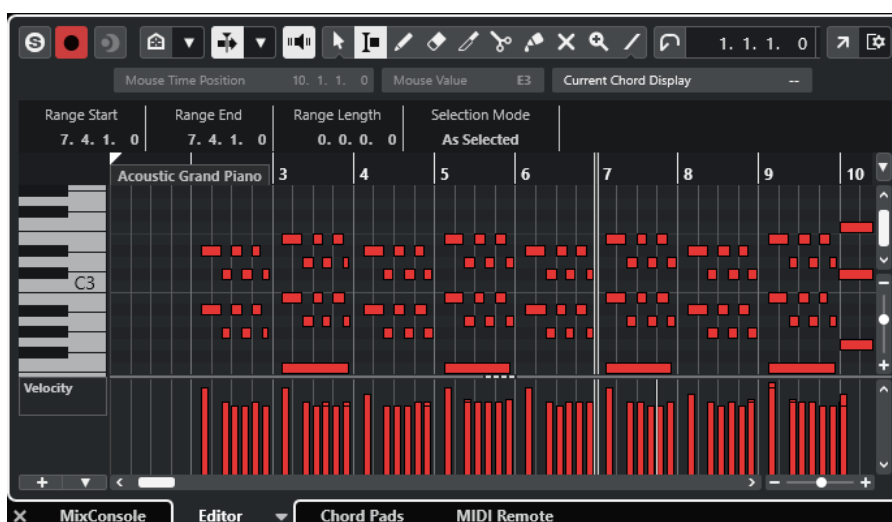 S 1. 1. 1. 0
Mouse Time Position 10. 1. 1. 0 Mouse Value E3 Current Chord Display --
Range Start Range End Range Length Selection Mode
7. 4. 1. 0 7. 4. 1. 0 0. 0. 0. 0 As Selected
Acoustic Grand Piano 3 4 5 6 7 8 9 10
C3
Velocity
MixConsole Editor Chord Pads MIDI Remote